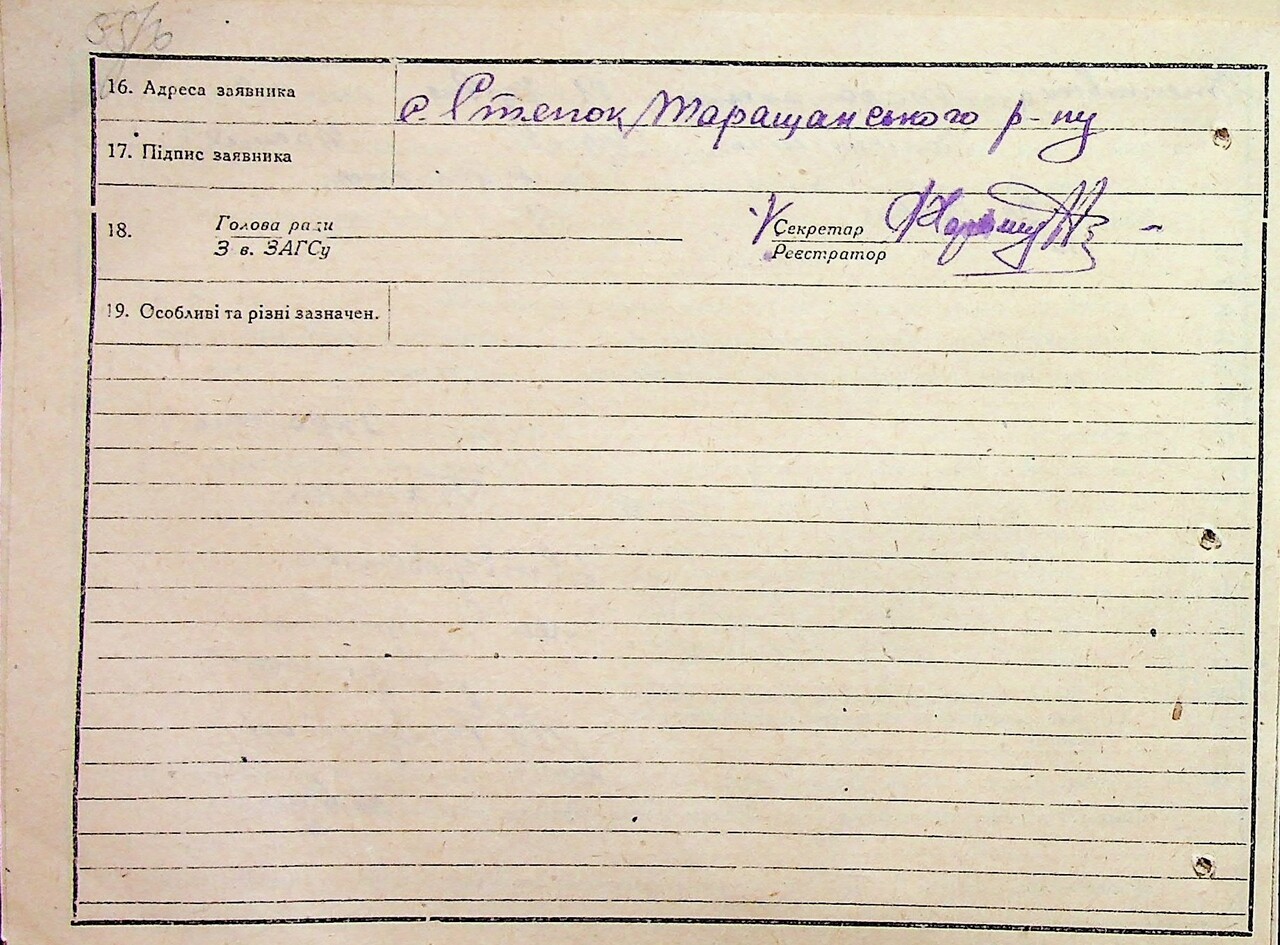 16. Адреса заявника с. Степок Таращанського р-ну
17. Підпис заявника
18. Голова ради Секретар
З в. ЗАГСу Реєстратор
19. Особливі та різні зазначен.